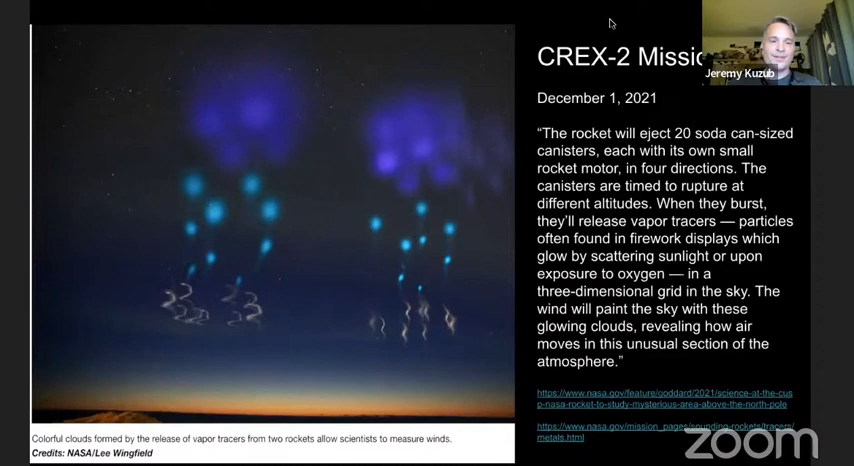 CREX-2 Missio
Jeremy Kuzub
December 1, 2021
“The rocket will eject 20 soda can-sized
canisters, each with its own small
rocket motor, in four directions. The
canisters are timed to rupture at
different altitudes. When they burst,
they’ll release vapor tracers — particles
often found in firework displays which
glow by scattering sunlight or upon
exposure to oxygen — in a
three-dimensional grid in the sky. The
wind will paint the sky with these
glowing clouds, revealing how air
moves in this unusual section of the
atmosphere.”
https://www.nasa.gov/feature/goddard/2021/science-at-the-cus
p-nasa-rocket-to-study-mysterious-area-above-the-north-pole
https://www.nasa.gov/mission_pages/sounding-rockets/tracers/
metals.html
Colorful clouds formed by the release of vapor tracers from two rockets allow scientists to measure winds.
Credits: NASA/Lee Wingfield
zoom